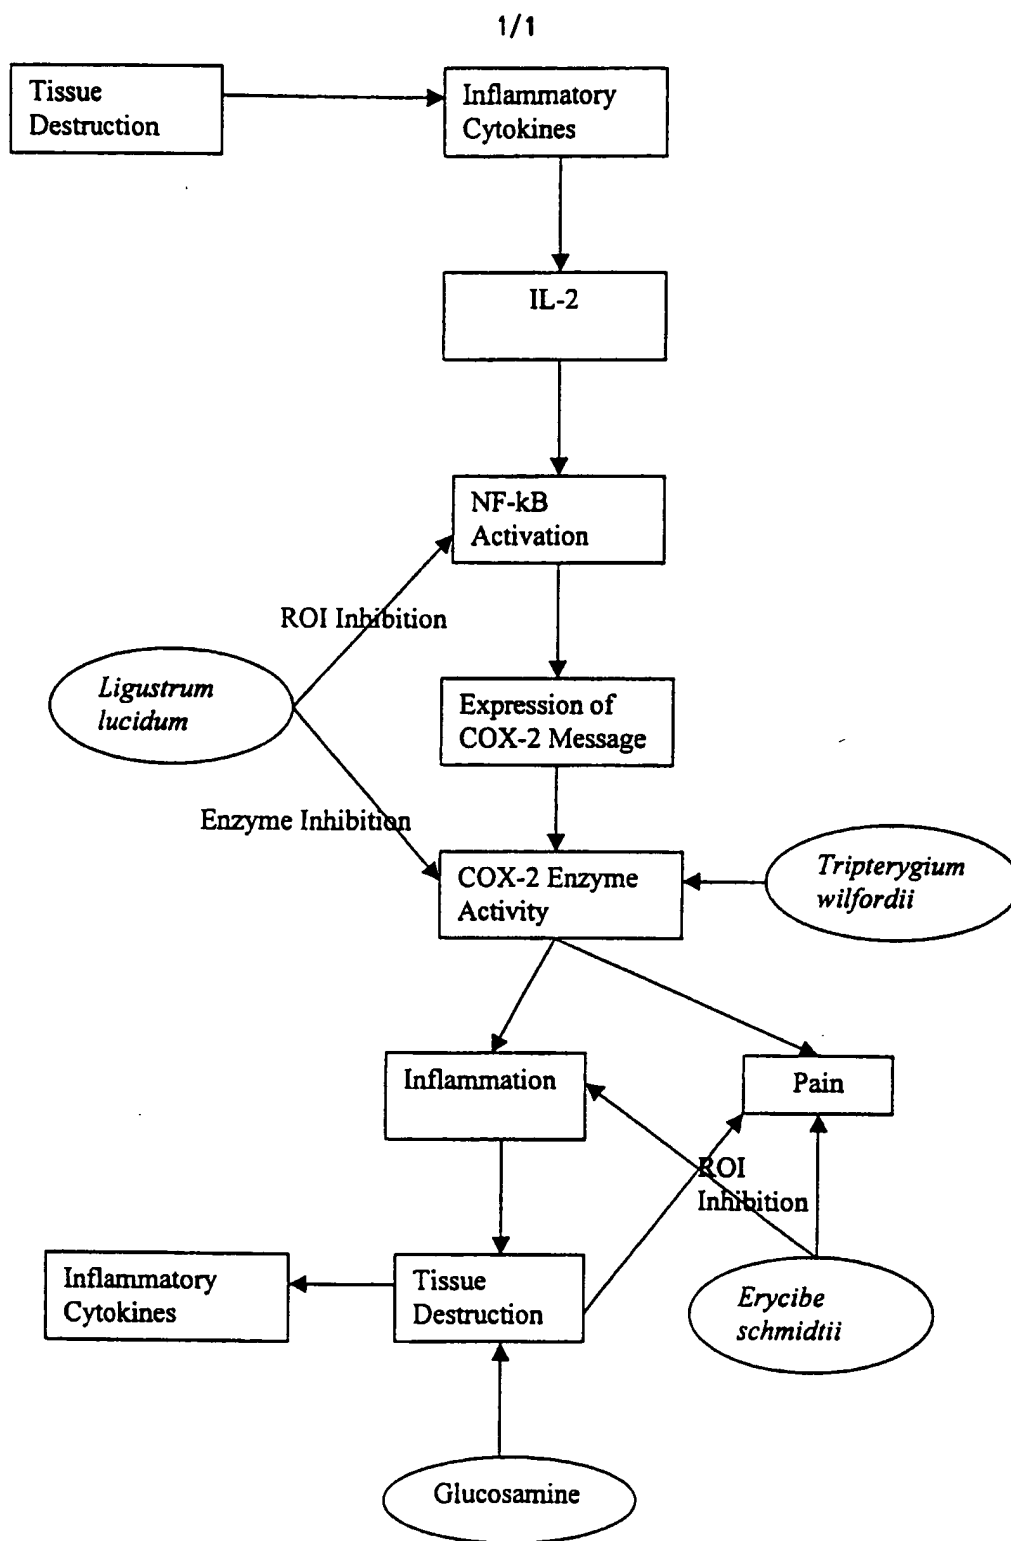 1/1
Tissue
Destruction
Inflammatory
Cytokines
IL-2
NF-kB
Activation
ROI Inhibition
Ligustrum
lucidum
Expression of
COX-2 Message
Enzyme Inhibition
COX-2 Enzyme
Activity
Tripterygium
wilfordii
Inflammation
Pain
ROI
Inhibition
Inflammatory
Cytokines
Tissue
Destruction
Erycibe
schmidtii
Glucosamine